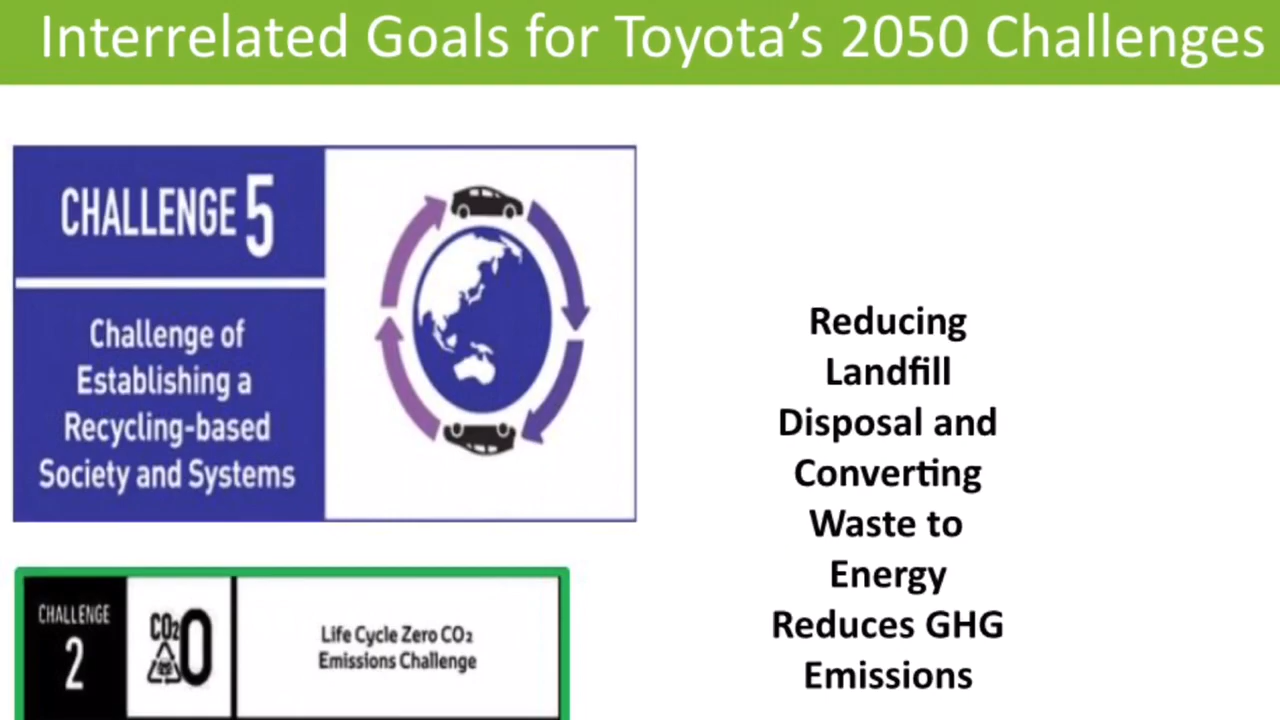 Interrelated Goals for Toyota’s 2050 Challenges
CHALLENGE 5
Challenge of
Establishing a
Recycling-based
Society and Systems
Reducing
Landfill
Disposal and
Converting
Waste to
Energy
Reduces GHG
Emissions
CHALLENGE
2
CO₂ 0
Life Cycle Zero CO₂
Emissions Challenge